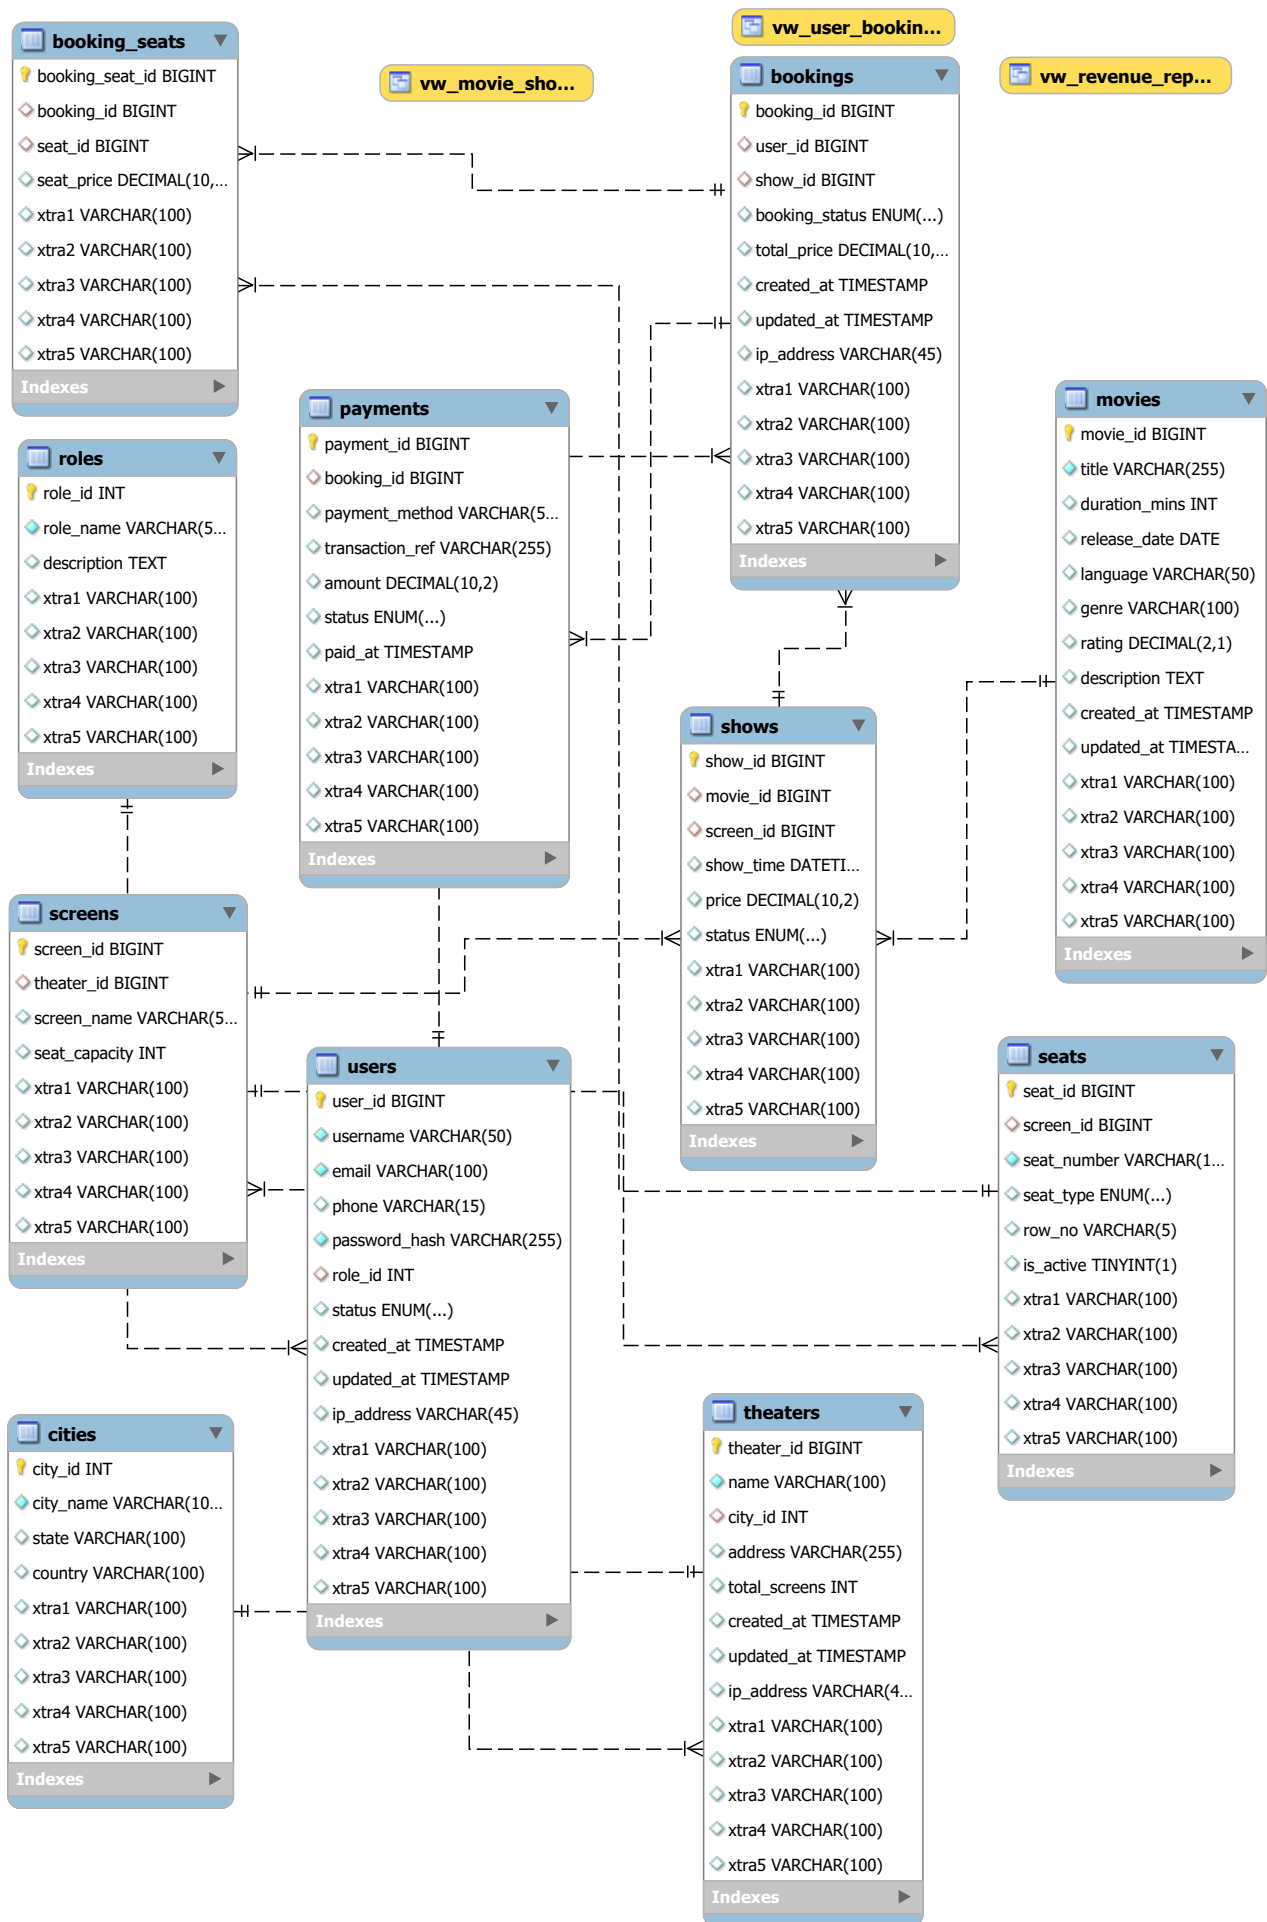 booking_seats
booking_seat_id BIGINT
booking_id BIGINT
seat_id BIGINT
seat_price DECIMAL(10,...
xtra1 VARCHAR(100)
xtra2 VARCHAR(100)
xtra3 VARCHAR(100)
xtra4 VARCHAR(100)
xtra5 VARCHAR(100)
Indexes
vw_movie_sho...
vw_user_bookin...
vw_revenue_rep...
bookings
booking_id BIGINT
user_id BIGINT
show_id BIGINT
booking_status ENUM(...)
total_price DECIMAL(10,...
created_at TIMESTAMP
updated_at TIMESTAMP
ip_address VARCHAR(45)
xtra1 VARCHAR(100)
xtra2 VARCHAR(100)
xtra3 VARCHAR(100)
xtra4 VARCHAR(100)
xtra5 VARCHAR(100)
Indexes
payments
payment_id BIGINT
booking_id BIGINT
payment_method VARCHAR(5...
transaction_ref VARCHAR(255)
amount DECIMAL(10,2)
status ENUM(...)
paid_at TIMESTAMP
xtra1 VARCHAR(100)
xtra2 VARCHAR(100)
xtra3 VARCHAR(100)
xtra4 VARCHAR(100)
xtra5 VARCHAR(100)
Indexes
movies
movie_id BIGINT
title VARCHAR(255)
duration_mins INT
release_date DATE
language VARCHAR(50)
genre VARCHAR(100)
rating DECIMAL(2,1)
description TEXT
created_at TIMESTAMP
updated_at TIMESTA...
xtra1 VARCHAR(100)
xtra2 VARCHAR(100)
xtra3 VARCHAR(100)
xtra4 VARCHAR(100)
xtra5 VARCHAR(100)
Indexes
roles
role_id INT
role_name VARCHAR(5...
description TEXT
xtra1 VARCHAR(100)
xtra2 VARCHAR(100)
xtra3 VARCHAR(100)
xtra4 VARCHAR(100)
xtra5 VARCHAR(100)
Indexes
shows
show_id BIGINT
movie_id BIGINT
screen_id BIGINT
show_time DATETI...
price DECIMAL(10,2)
status ENUM(...)
xtra1 VARCHAR(100)
xtra2 VARCHAR(100)
xtra3 VARCHAR(100)
xtra4 VARCHAR(100)
xtra5 VARCHAR(100)
Indexes
screens
screen_id BIGINT
theater_id BIGINT
screen_name VARCHAR(5...
seat_capacity INT
xtra1 VARCHAR(100)
xtra2 VARCHAR(100)
xtra3 VARCHAR(100)
xtra4 VARCHAR(100)
xtra5 VARCHAR(100)
Indexes
users
user_id BIGINT
username VARCHAR(50)
email VARCHAR(100)
phone VARCHAR(15)
password_hash VARCHAR(255)
role_id INT
status ENUM(...)
created_at TIMESTAMP
updated_at TIMESTAMP
ip_address VARCHAR(45)
xtra1 VARCHAR(100)
xtra2 VARCHAR(100)
xtra3 VARCHAR(100)
xtra4 VARCHAR(100)
xtra5 VARCHAR(100)
Indexes
seats
seat_id BIGINT
screen_id BIGINT
seat_number VARCHAR(1...
seat_type ENUM(...)
row_no VARCHAR(5)
is_active TINYINT(1)
xtra1 VARCHAR(100)
xtra2 VARCHAR(100)
xtra3 VARCHAR(100)
xtra4 VARCHAR(100)
xtra5 VARCHAR(100)
Indexes
cities
city_id INT
city_name VARCHAR(10...
state VARCHAR(100)
country VARCHAR(100)
xtra1 VARCHAR(100)
xtra2 VARCHAR(100)
xtra3 VARCHAR(100)
xtra4 VARCHAR(100)
xtra5 VARCHAR(100)
Indexes
theaters
theater_id BIGINT
name VARCHAR(100)
city_id INT
address VARCHAR(255)
total_screens INT
created_at TIMESTAMP
updated_at TIMESTAMP
ip_address VARCHAR(4...
xtra1 VARCHAR(100)
xtra2 VARCHAR(100)
xtra3 VARCHAR(100)
xtra4 VARCHAR(100)
xtra5 VARCHAR(100)
Indexes